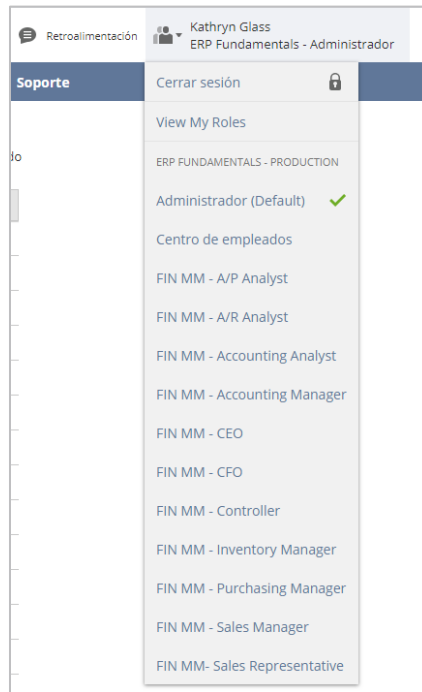 Retroalimentación
Kathryn Glass
ERP Fundamentals - Administrador
Soporte
Cerrar sesión
View My Roles
do
ERP FUNDAMENTALS - PRODUCTION
Administrador (Default)
Centro de empleados
FIN MM - A/P Analyst
FIN MM - A/R Analyst
FIN MM - Accounting Analyst
FIN MM - Accounting Manager
FIN MM - CEO
FIN MM - CFO
FIN MM - Controller
FIN MM - Inventory Manager
FIN MM - Purchasing Manager
FIN MM - Sales Manager
FIN MM- Sales Representative